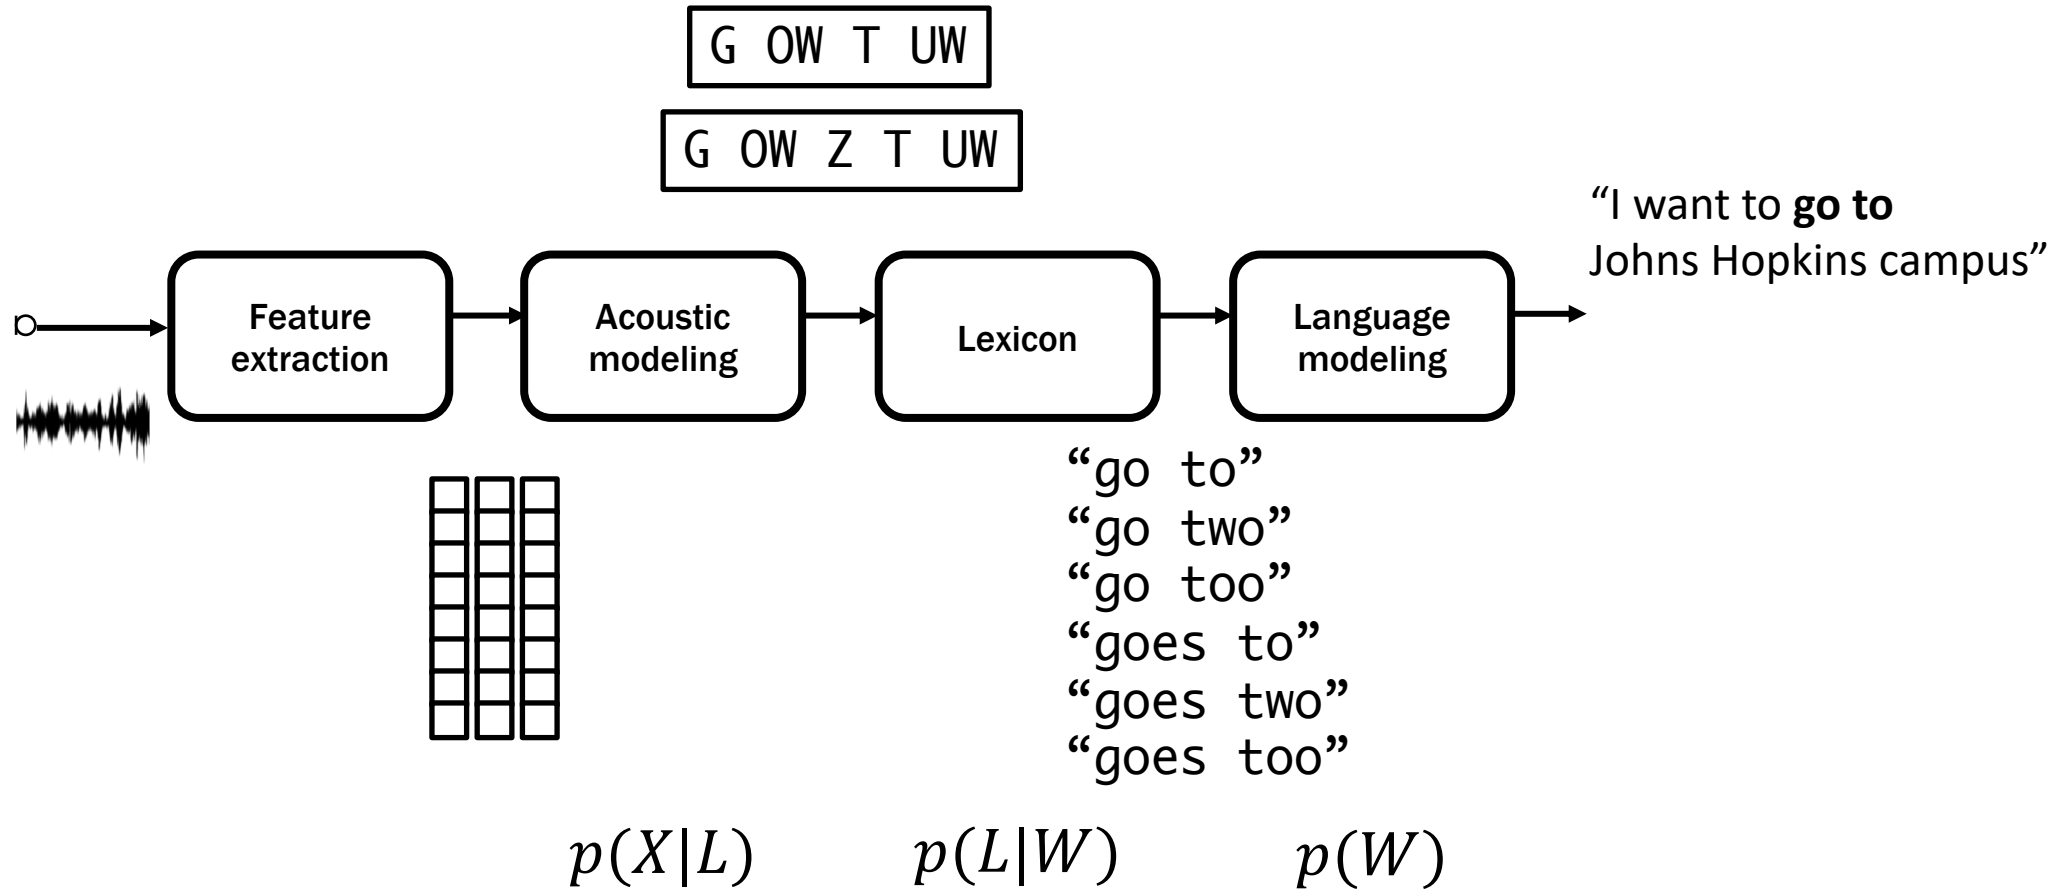 G OW T UW
G OW Z T UW
“I want to go to
Johns Hopkins campus”
Feature
extraction
Acoustic
modeling
Lexicon
Language
modeling
“go to”
“go two”
“go too”
“goes to”
“goes two”
“goes too”
p(X|L)
p(L|W)
p(W)